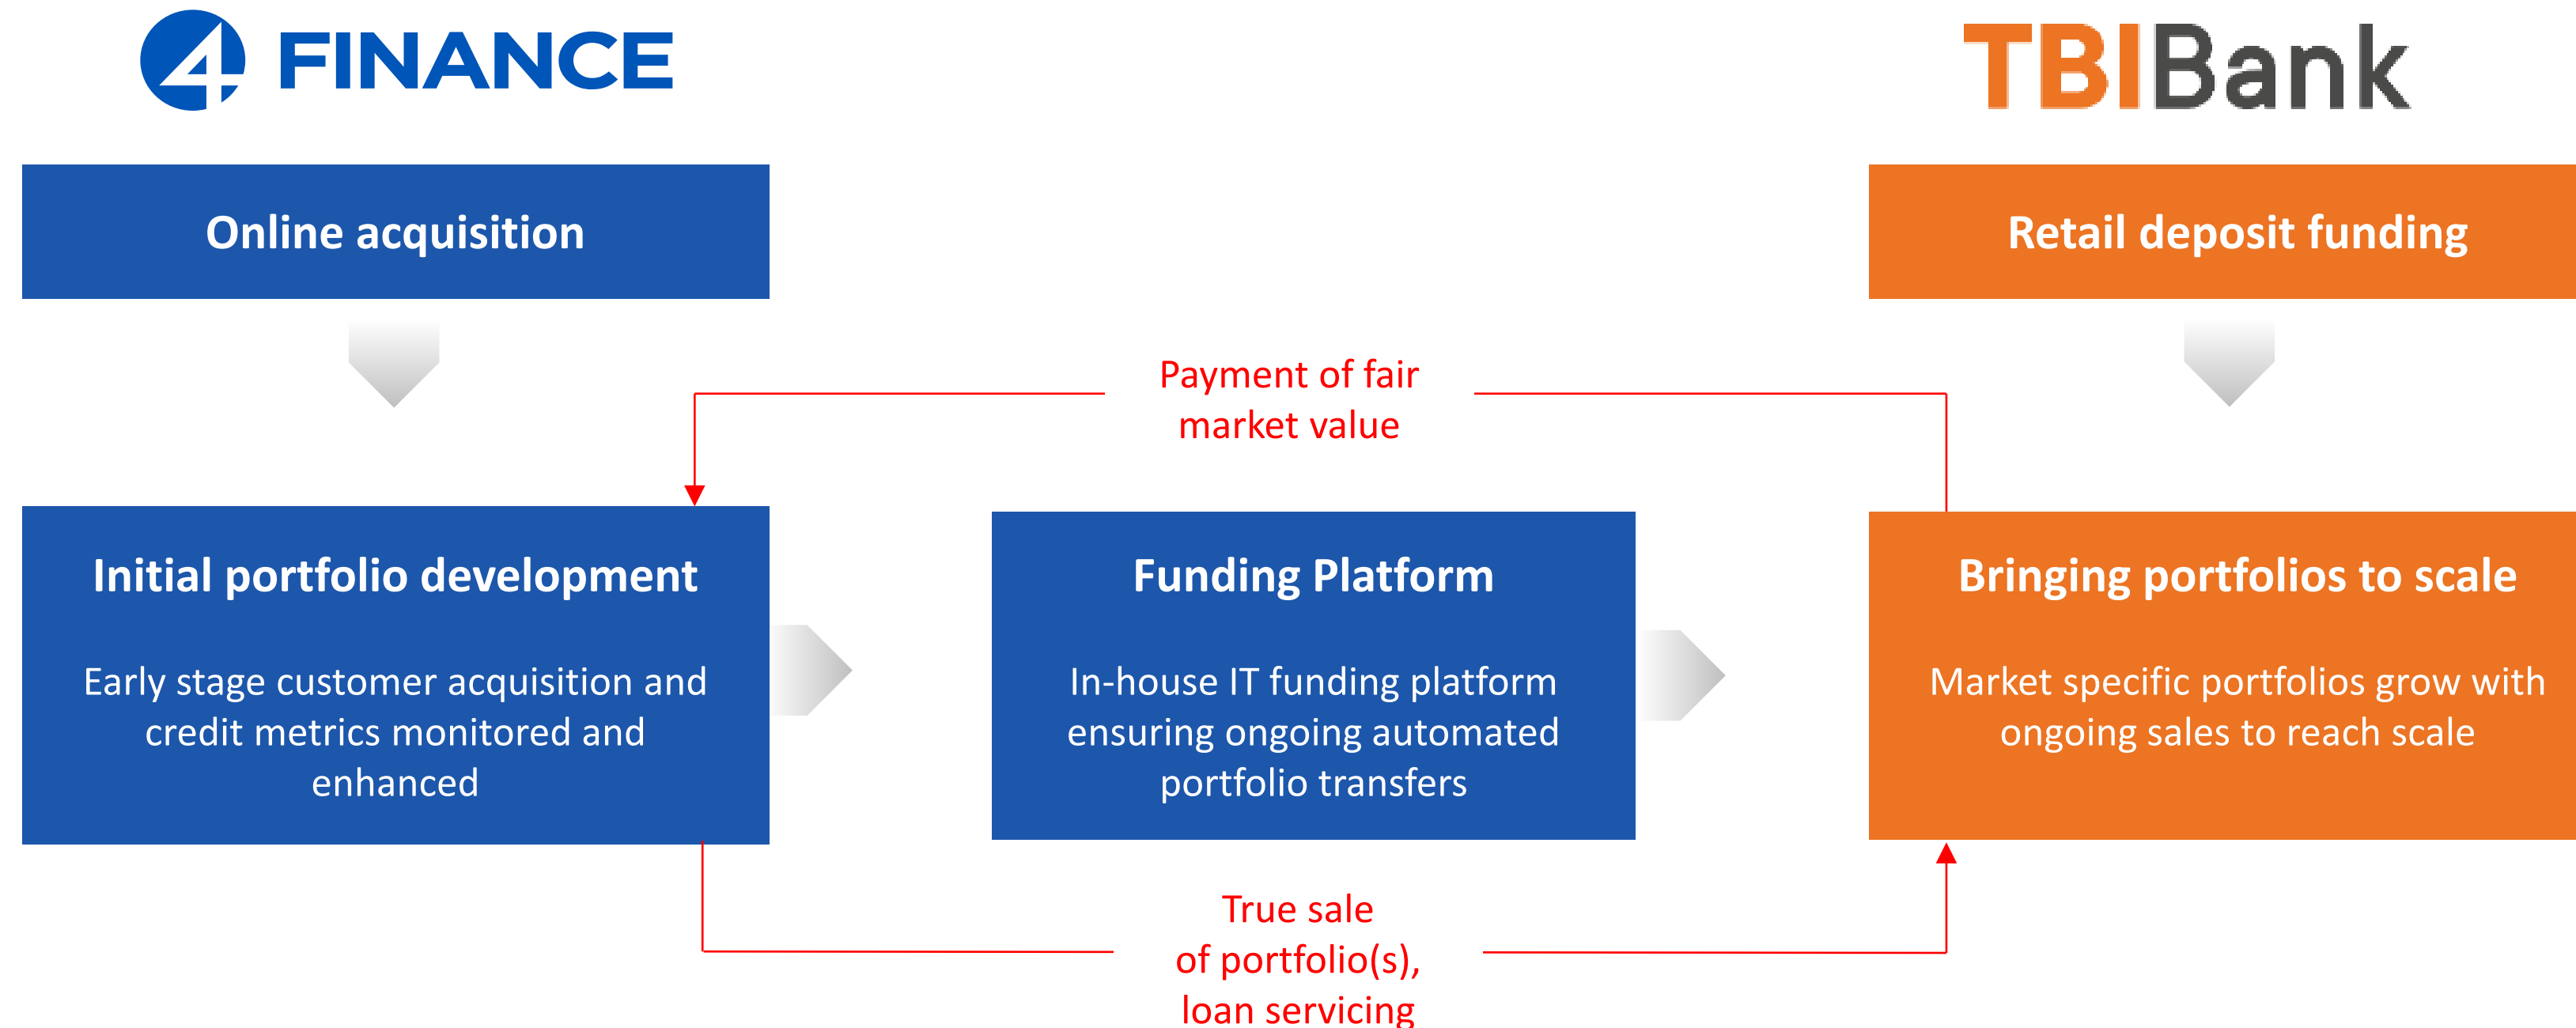 4 FINANCE
TBIBank
Online acquisition
Retail deposit funding
Payment of fair
market value
Initial portfolio development
Early stage customer acquisition and
credit metrics monitored and
enhanced
Funding Platform
In-house IT funding platform
ensuring ongoing automated
portfolio transfers
Bringing portfolios to scale
Market specific portfolios grow with
ongoing sales to reach scale
True sale
of portfolio(s),
loan servicing